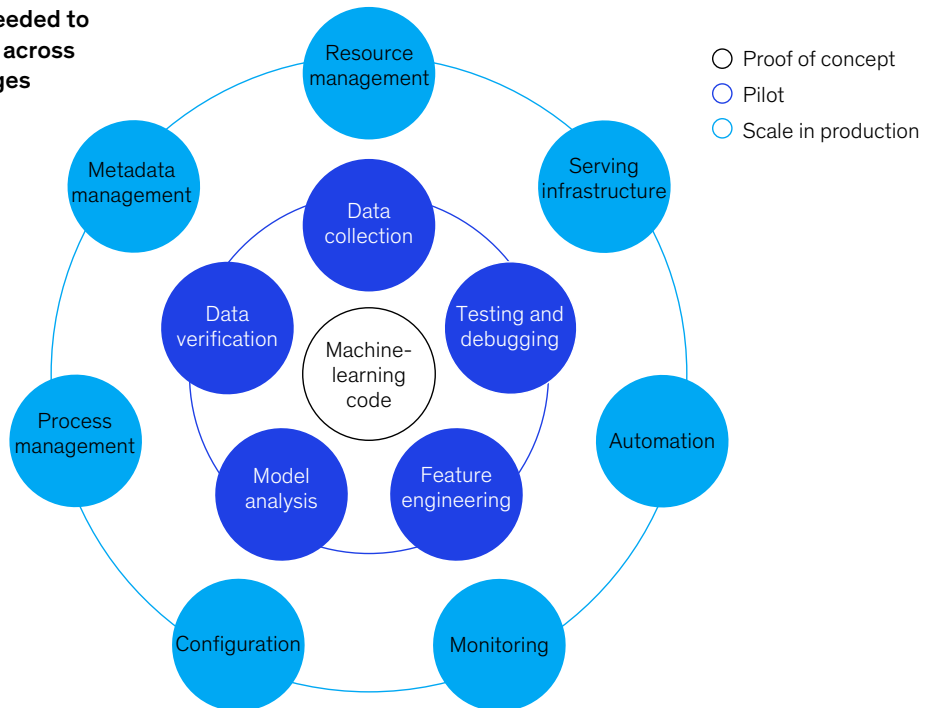 eeded to
across
ges
Proof of concept
Pilot
Scale in production
Resource
management
Serving
infrastructure
Automation
Monitoring
Configuration
Process
management
Metadata
management
Data
collection
Testing and
debugging
Feature
engineering
Model
analysis
Data
verification
Machine-
learning
code